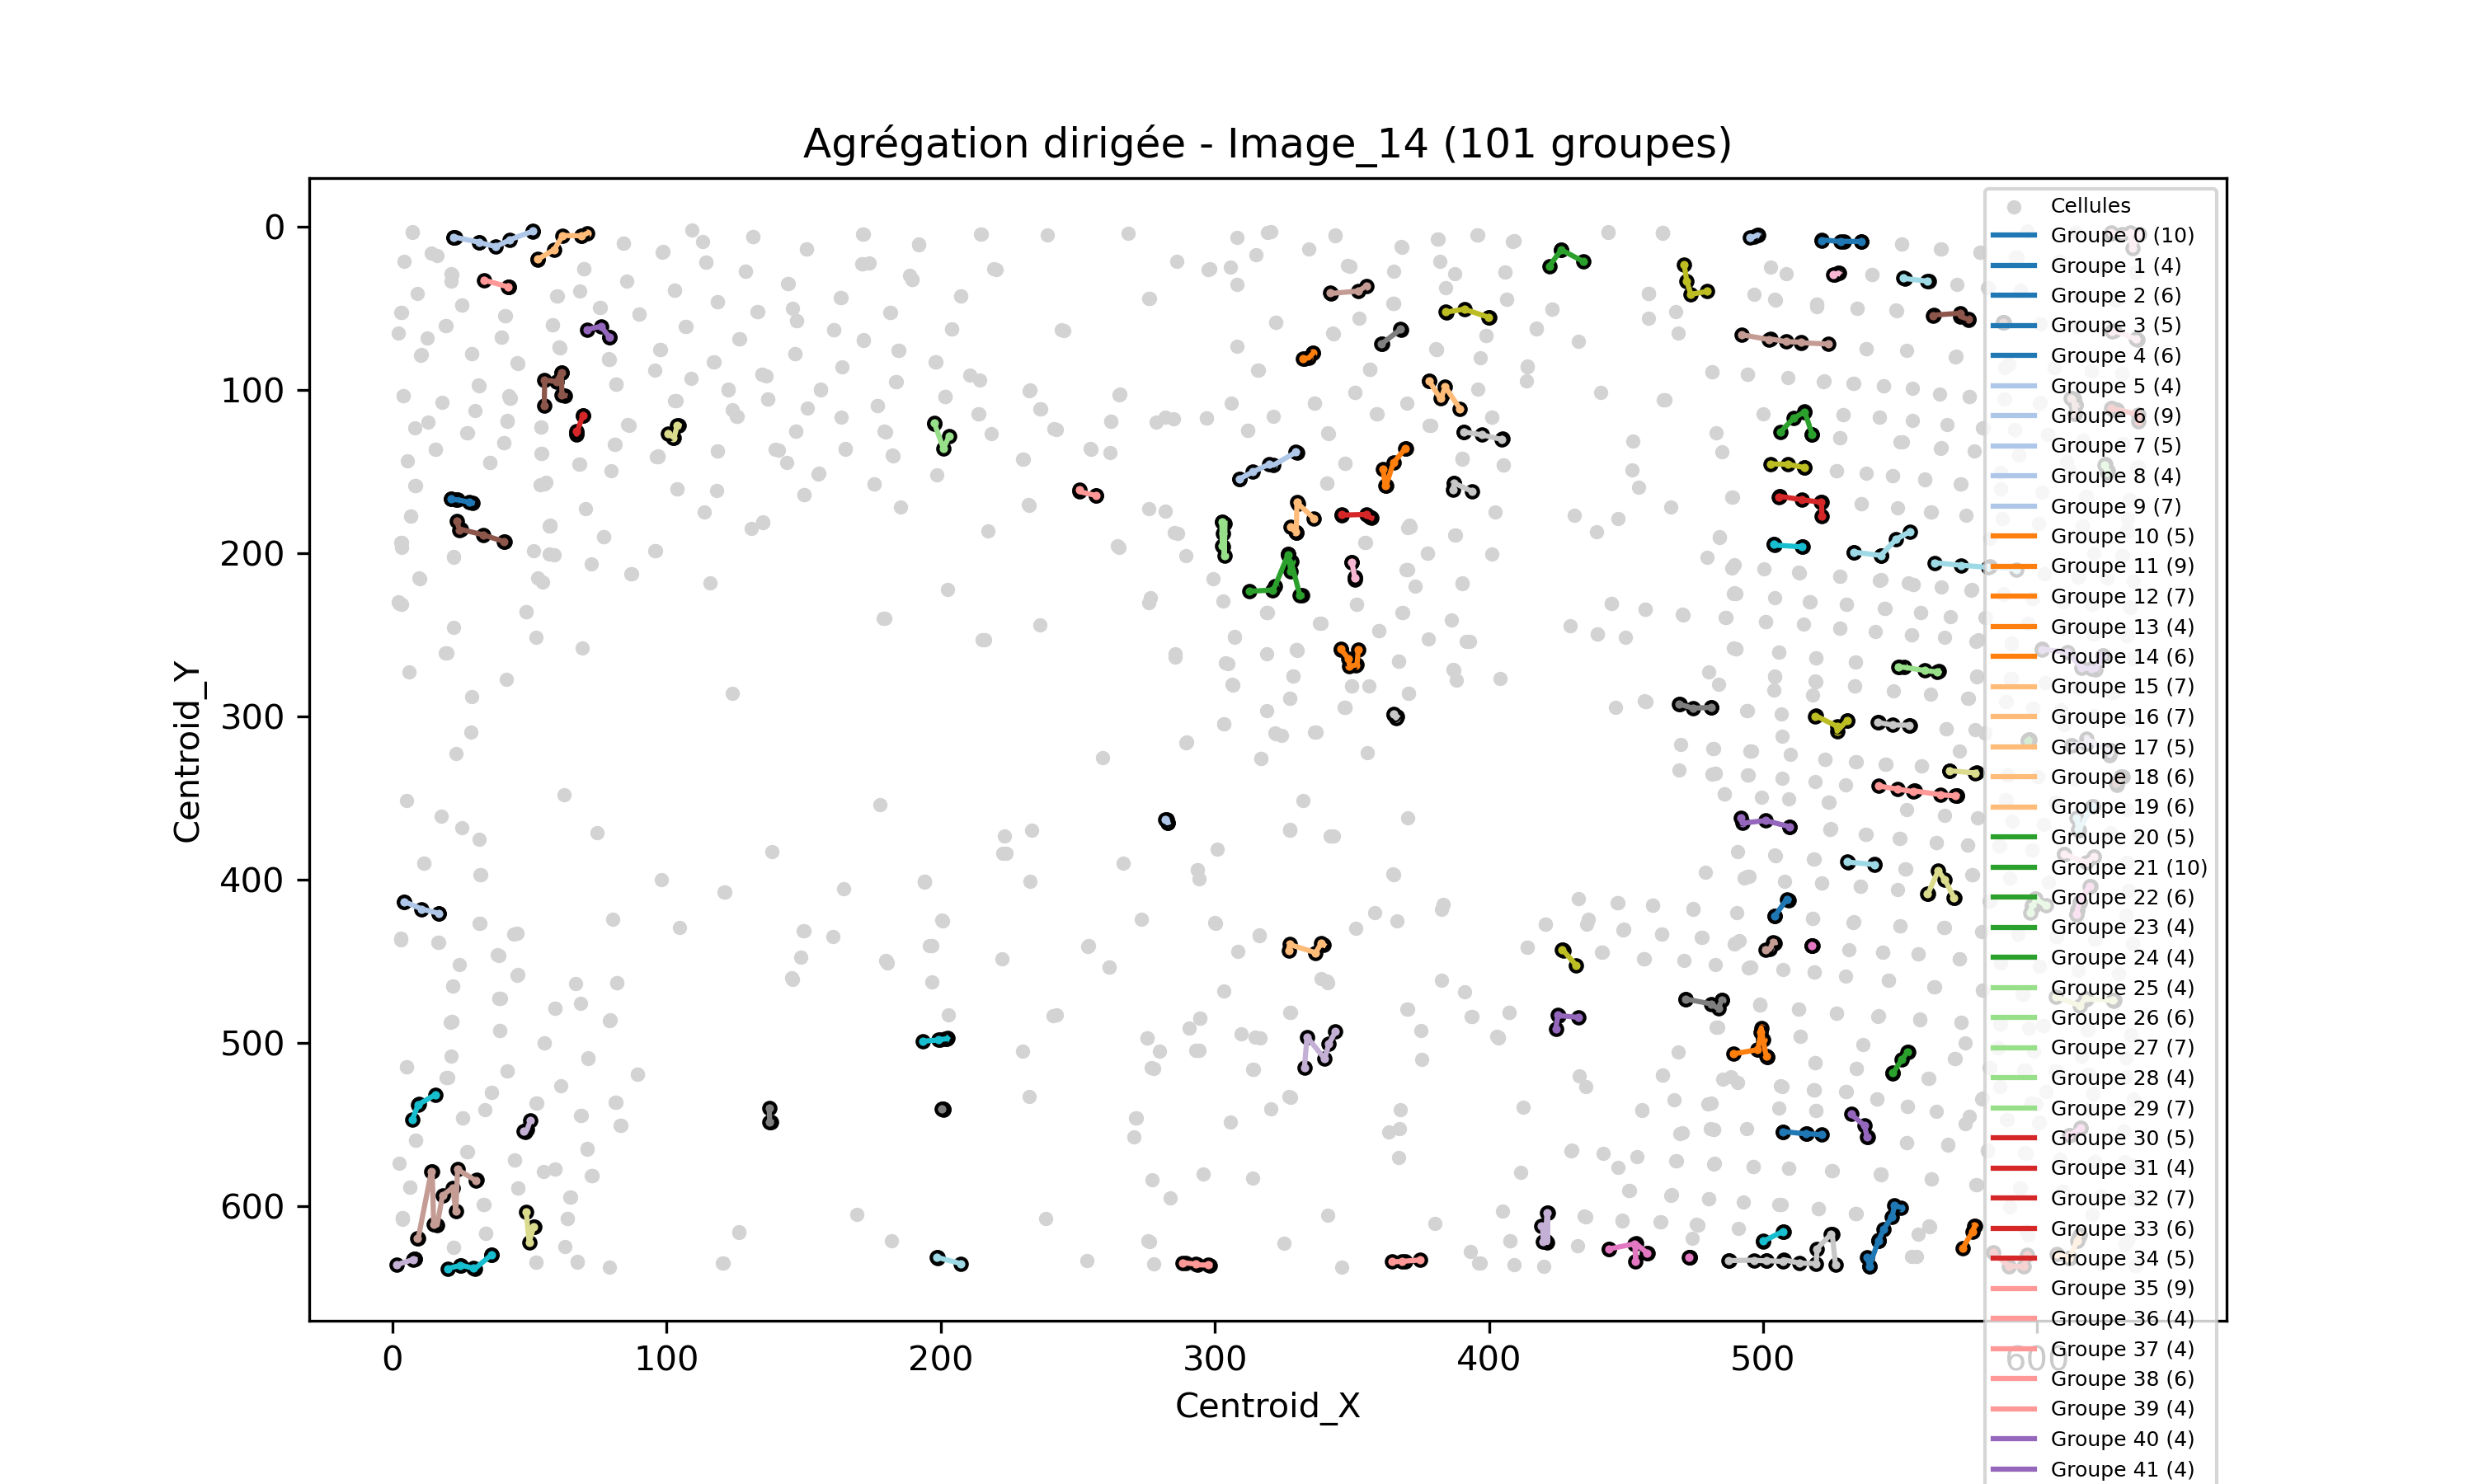 Agrégation dirigée - Image_14 (101 groupes)
Centroid_Y
0
100
200
300
400
500
600
0 100 200 300 400 500 600
Centroid_X
Cellules
Groupe 0 (10)
Groupe 1 (4)
Groupe 2 (6)
Groupe 3 (5)
Groupe 4 (6)
Groupe 5 (4)
Groupe 6 (9)
Groupe 7 (5)
Groupe 8 (4)
Groupe 9 (7)
Groupe 10 (5)
Groupe 11 (9)
Groupe 12 (7)
Groupe 13 (4)
Groupe 14 (6)
Groupe 15 (7)
Groupe 16 (7)
Groupe 17 (5)
Groupe 18 (6)
Groupe 19 (6)
Groupe 20 (5)
Groupe 21 (10)
Groupe 22 (6)
Groupe 23 (4)
Groupe 24 (4)
Groupe 25 (4)
Groupe 26 (6)
Groupe 27 (7)
Groupe 28 (4)
Groupe 29 (7)
Groupe 30 (5)
Groupe 31 (4)
Groupe 32 (7)
Groupe 33 (6)
Groupe 34 (5)
Groupe 35 (9)
Groupe 36 (4)
Groupe 37 (4)
Groupe 38 (6)
Groupe 39 (4)
Groupe 40 (4)
Groupe 41 (4)